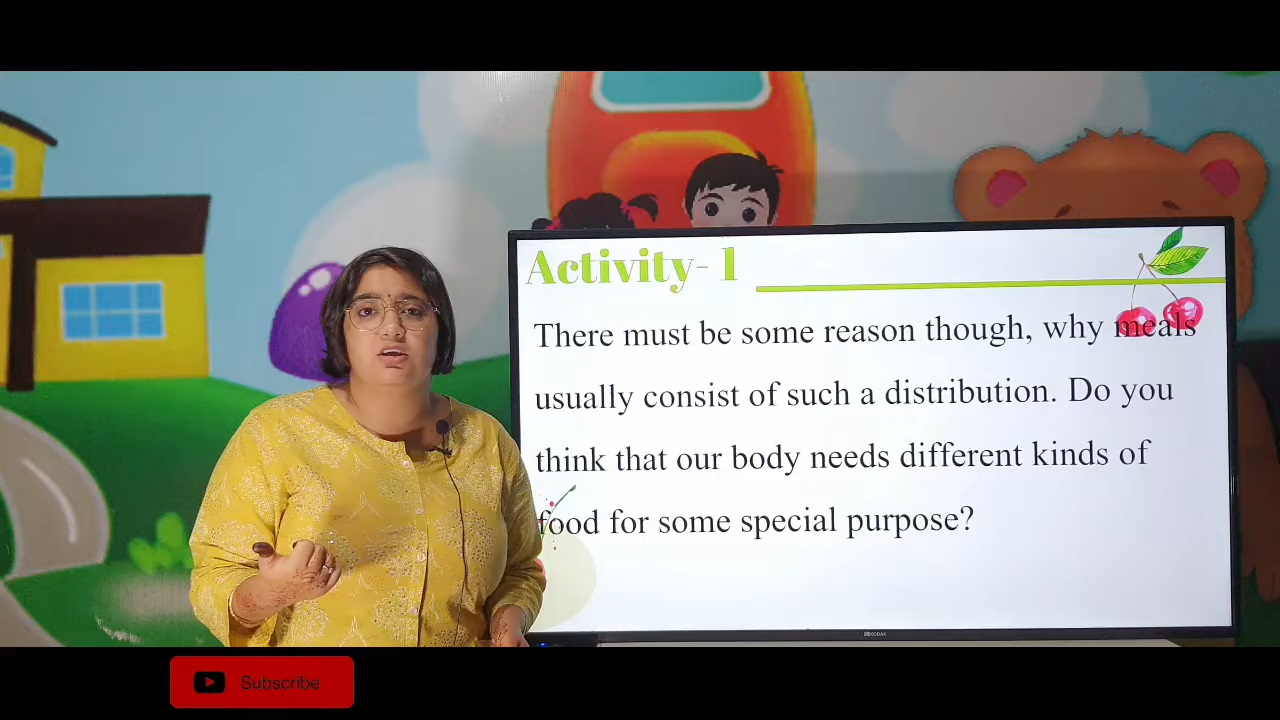 Activity- 1
There must be some reason though, why meals
usually consist of such a distribution. Do you
think that our body needs different kinds of
food for some special purpose?
KODAK
Subscribe